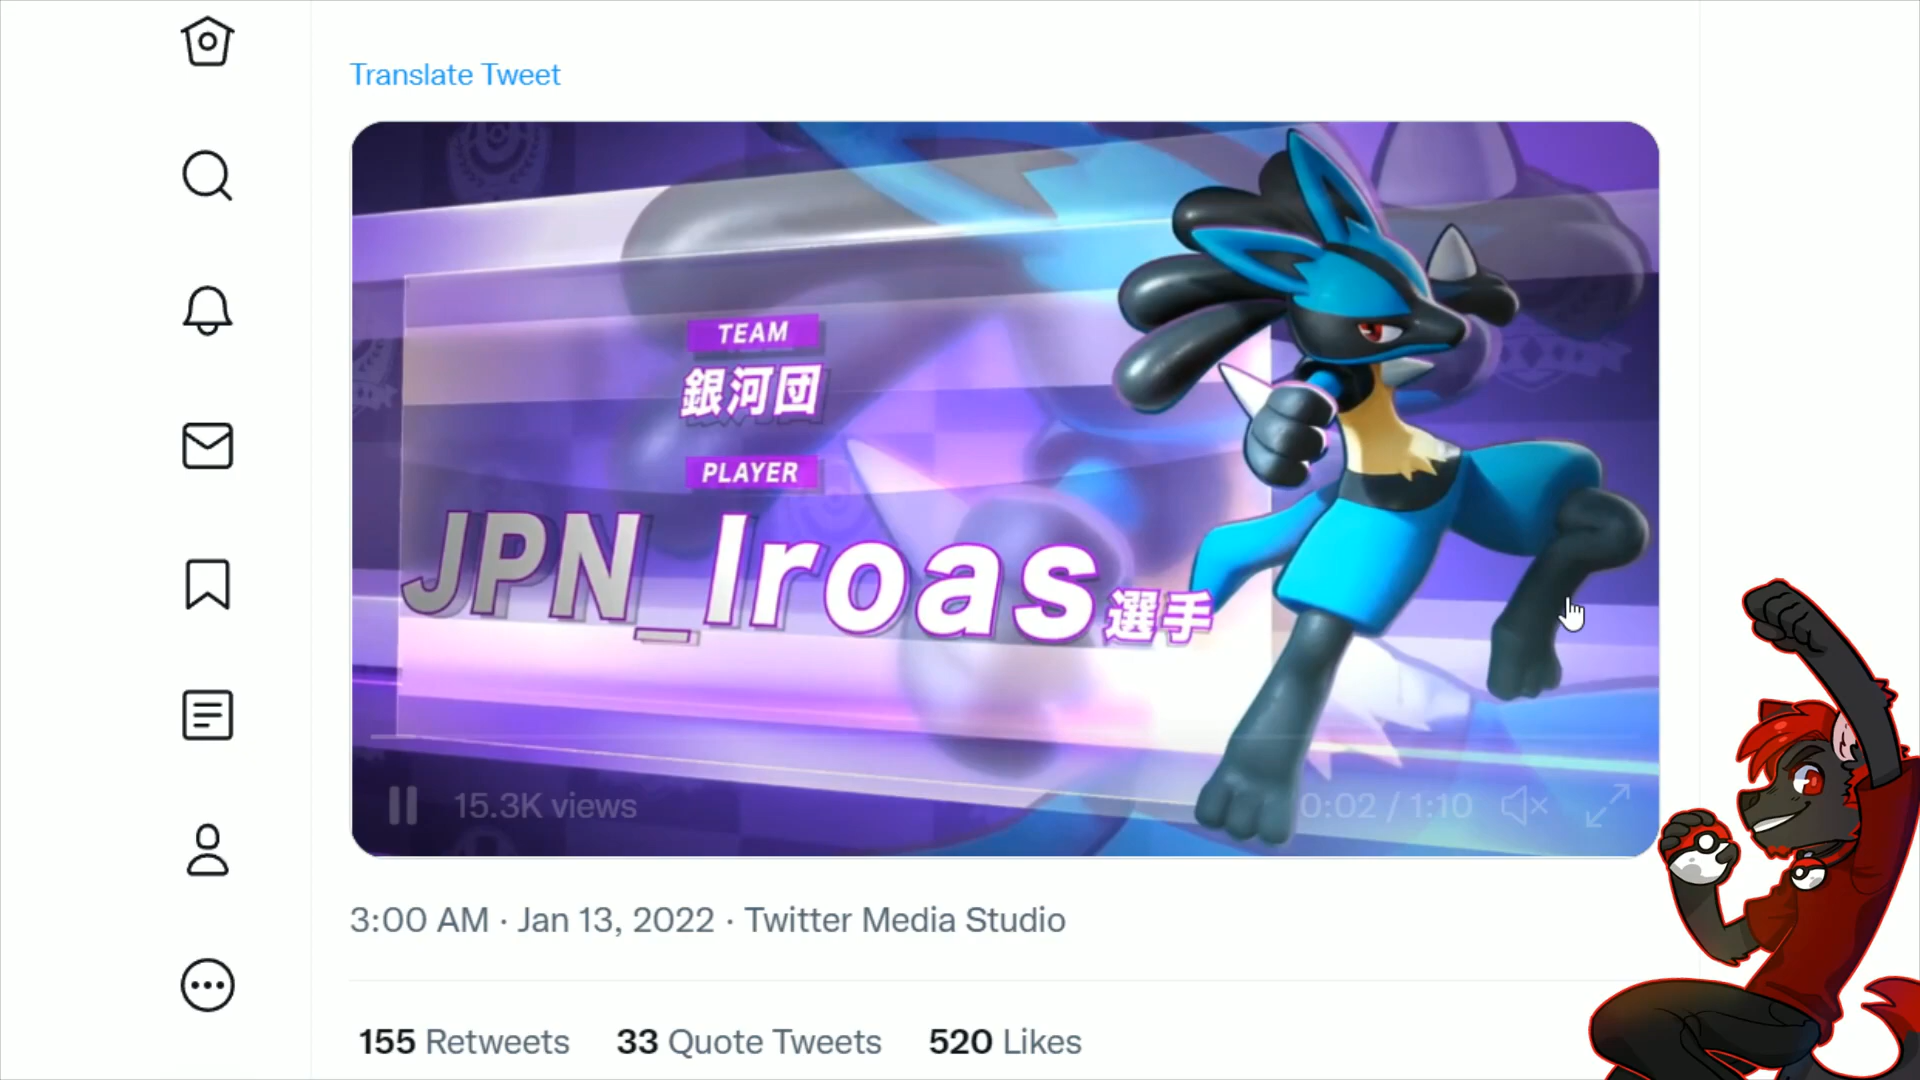 Translate Tweet
TEAM
銀河団
PLAYER
JPN_Iroas選手
15.3K views
0:02 / 1:10
3:00 AM · Jan 13, 2022 · Twitter Media Studio
155 Retweets 33 Quote Tweets 520 Likes